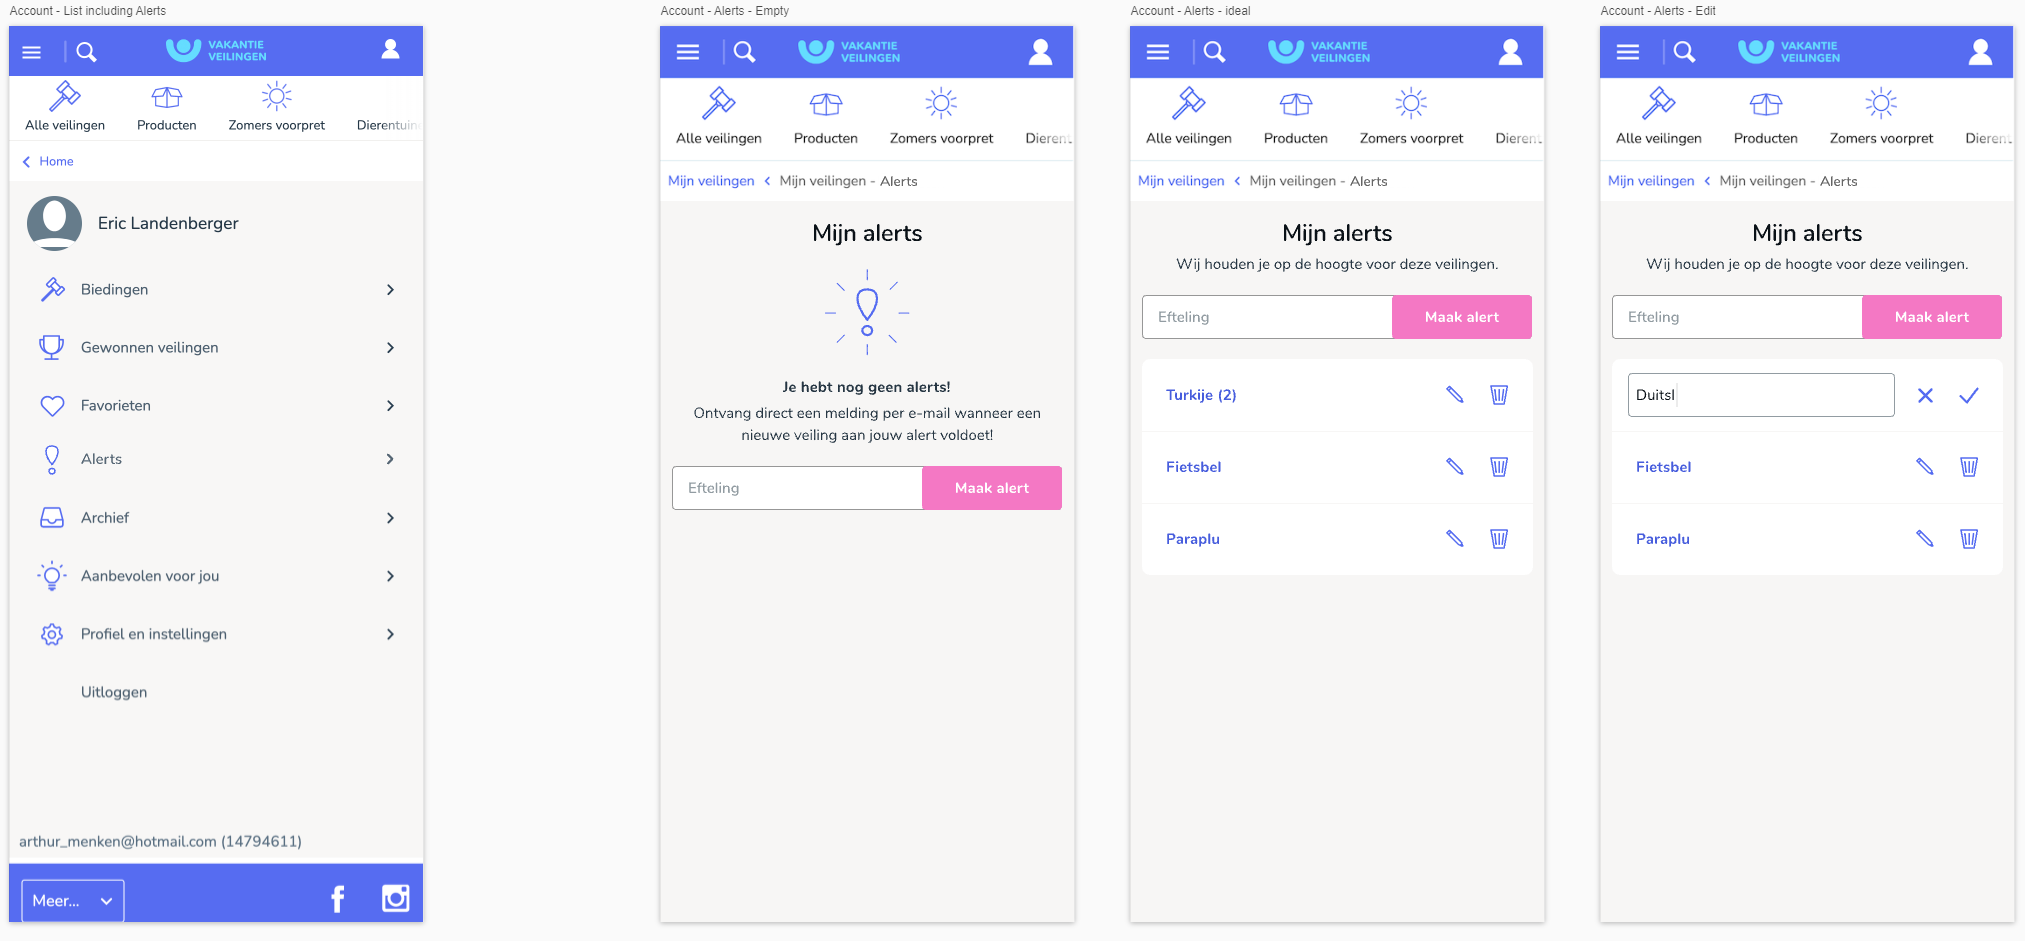 Account - List including Alerts
VAKANTIE
VEILINGEN
Alle veilingen
Producten
Zomers voorpret
Dierentuin
Home
Eric Landenberger
Biedingen
Gewonnen veilingen
Favorieten
Alerts
Archief
Aanbevolen voor jou
Profiel en instellingen
Uitloggen
arthur_menken@hotmail.com (14794611)
Meer...
Account - Alerts - Empty
VAKANTIE
VEILINGEN
Alle veilingen
Producten
Zomers voorpret
Dierent
Mijn veilingen
Mijn veilingen - Alerts
Mijn alerts
Je hebt nog geen alerts!
Ontvang direct een melding per e-mail wanneer een
nieuwe veiling aan jouw alert voldoet!
Efteling
Maak alert
Account - Alerts - ideal
VAKANTIE
VEILINGEN
Alle veilingen
Producten
Zomers voorpret
Dierent
Mijn veilingen
Mijn veilingen - Alerts
Mijn alerts
Wij houden je op de hoogte voor deze veilingen.
Efteling
Maak alert
Turkije (2)
Fietsbel
Paraplu
Account - Alerts - Edit
VAKANTIE
VEILINGEN
Alle veilingen
Producten
Zomers voorpret
Dierent
Mijn veilingen
Mijn veilingen - Alerts
Mijn alerts
Wij houden je op de hoogte voor deze veilingen.
Efteling
Maak alert
Duitsl
Fietsbel
Paraplu